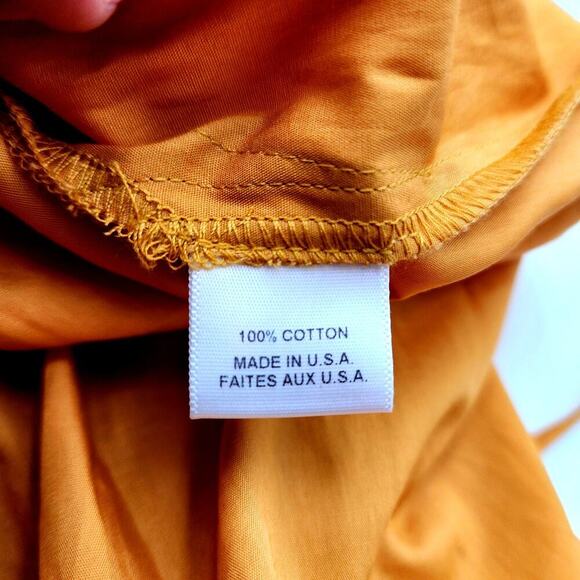 100% COTTON
MADE IN U.S.A.
FAITES AUX U.S.A.